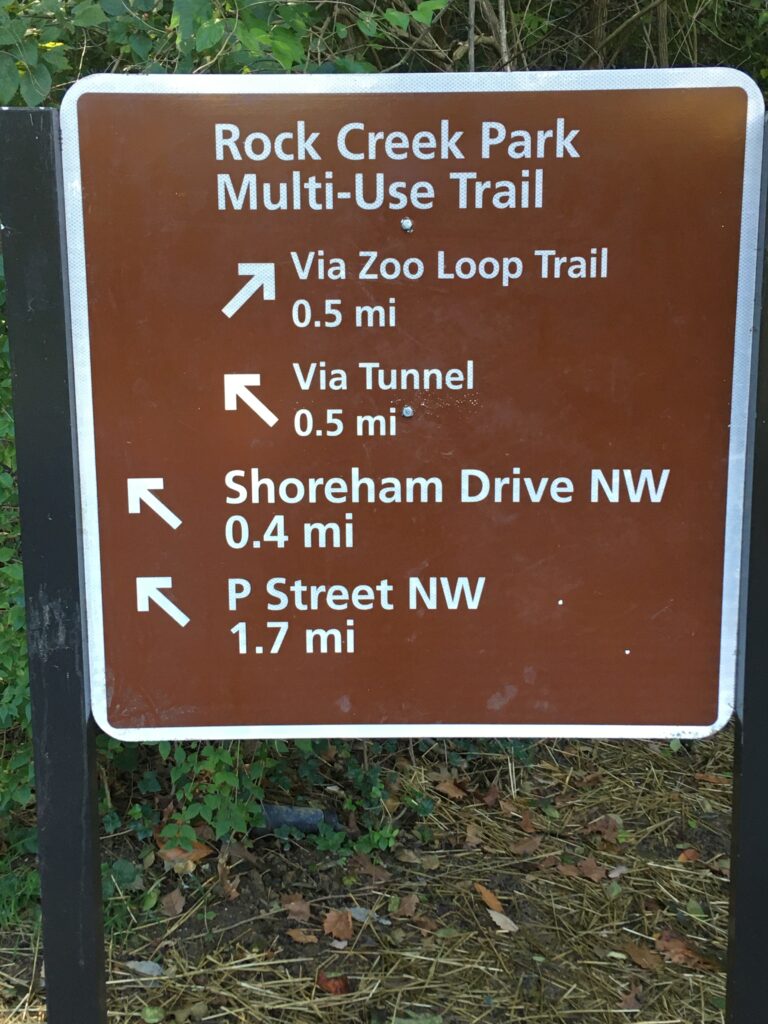 Rock Creek Park
Multi-Use Trail
Via Zoo Loop Trail
0.5 mi
Via Tunnel
0.5 mi
Shoreham Drive NW
0.4 mi
P Street NW
1.7 mi